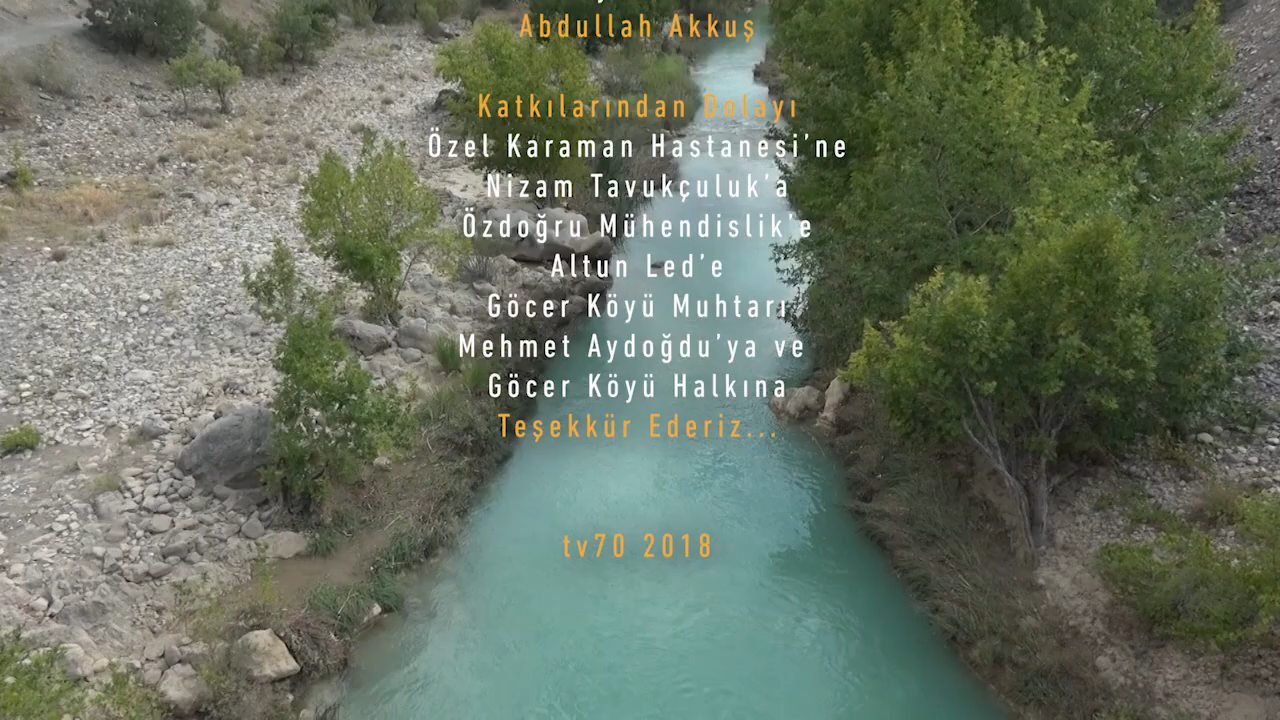 Abdullah Akkuş
Katkılarından Dolayı
Özel Karaman Hastanesi'ne
Nizam Tavukçuluk'a
Özdoğru Mühendislik'e
Altun Led'e
Göcer Köyü Muhtarı
Mehmet Aydoğdu'ya ve
Göcer Köyü Halkına
Teşekkür Ederiz...
tv70 2018